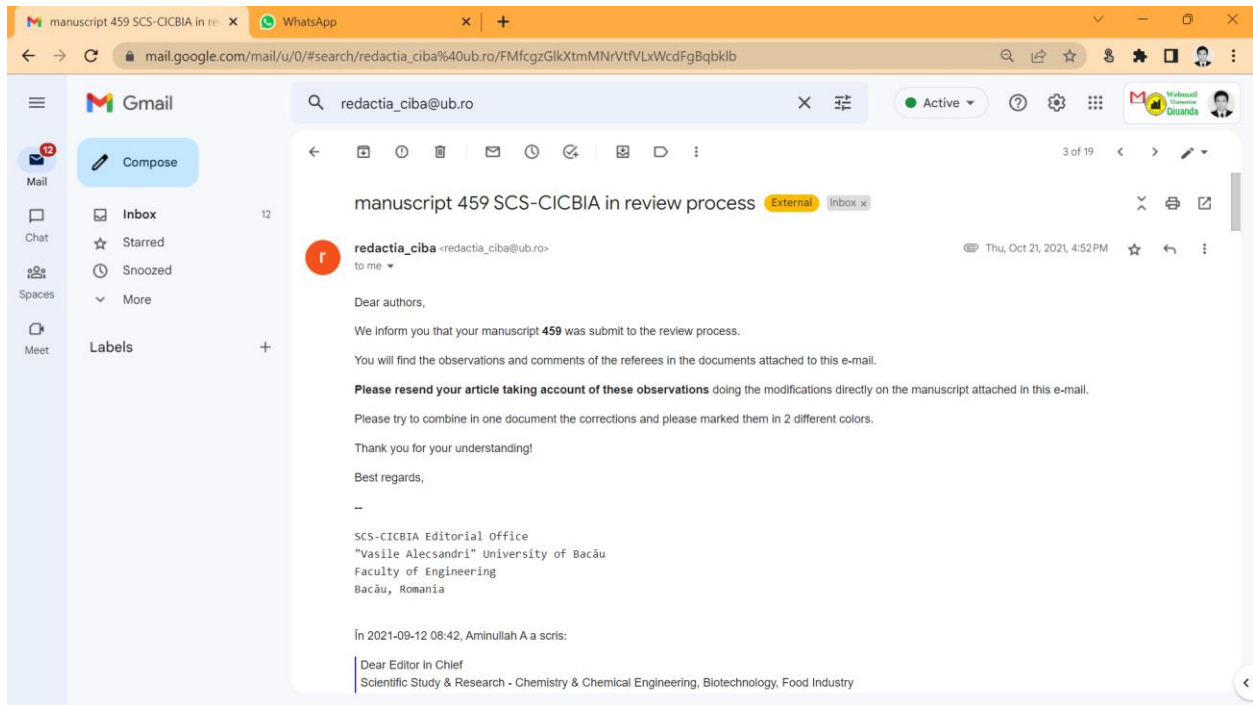 manuscript 459 SCS-CICBIA in re
WhatsApp
mail.google.com/mail/u/0/#search/redactia_ciba%40ub.ro/FMfcgzGlkXtmMNrVtfVLxWcdFgBqbklb
Gmail
redactia_ciba@ub.ro
Active
Webmail
Universitas
Djuanda
12
Mail
Compose
3 of 19
Chat
Inbox 12
manuscript 459 SCS-CICBIA in review process External Inbox x
Starred
redactia_ciba <redactia_ciba@ub.ro>
Thu, Oct 21, 2021, 4:52 PM
r
to me
Spaces
Snoozed
More
Dear authors,
Meet
Labels
We inform you that your manuscript 459 was submit to the review process.
You will find the observations and comments of the referees in the documents attached to this e-mail.
Please resend your article taking account of these observations doing the modifications directly on the manuscript attached in this e-mail.
Please try to combine in one document the corrections and please marked them in 2 different colors.
Thank you for your understanding!
Best regards,
--
SCS-CICBIA Editorial Office
"Vasile Alecsandri" University of Bacău
Faculty of Engineering
Bacău, Romania
În 2021-09-12 08:42, Aminullah A a scris:
Dear Editor in Chief
Scientific Study & Research - Chemistry & Chemical Engineering, Biotechnology, Food Industry